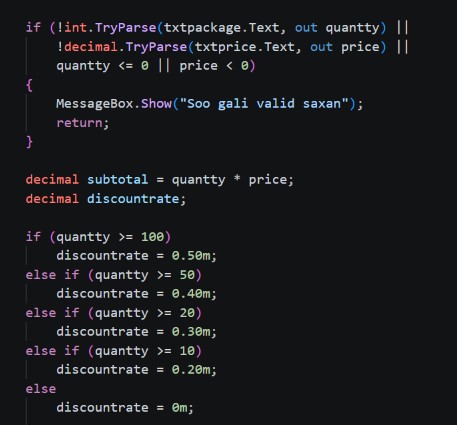 if (!int.TryParse(txtpackage.Text, out quantty) ||
!decimal.TryParse(txtprice.Text, out price) ||
quantty <= 0 || price < 0)
{
MessageBox.Show("Soo gali valid saxan");
return;
}
decimal subtotal = quantty * price;
decimal discountrate;
if (quantty >= 100)
discountrate = 0.50m;
else if (quantty >= 50)
discountrate = 0.40m;
else if (quantty >= 20)
discountrate = 0.30m;
else if (quantty >= 10)
discountrate = 0.20m;
else
discountrate = 0m;